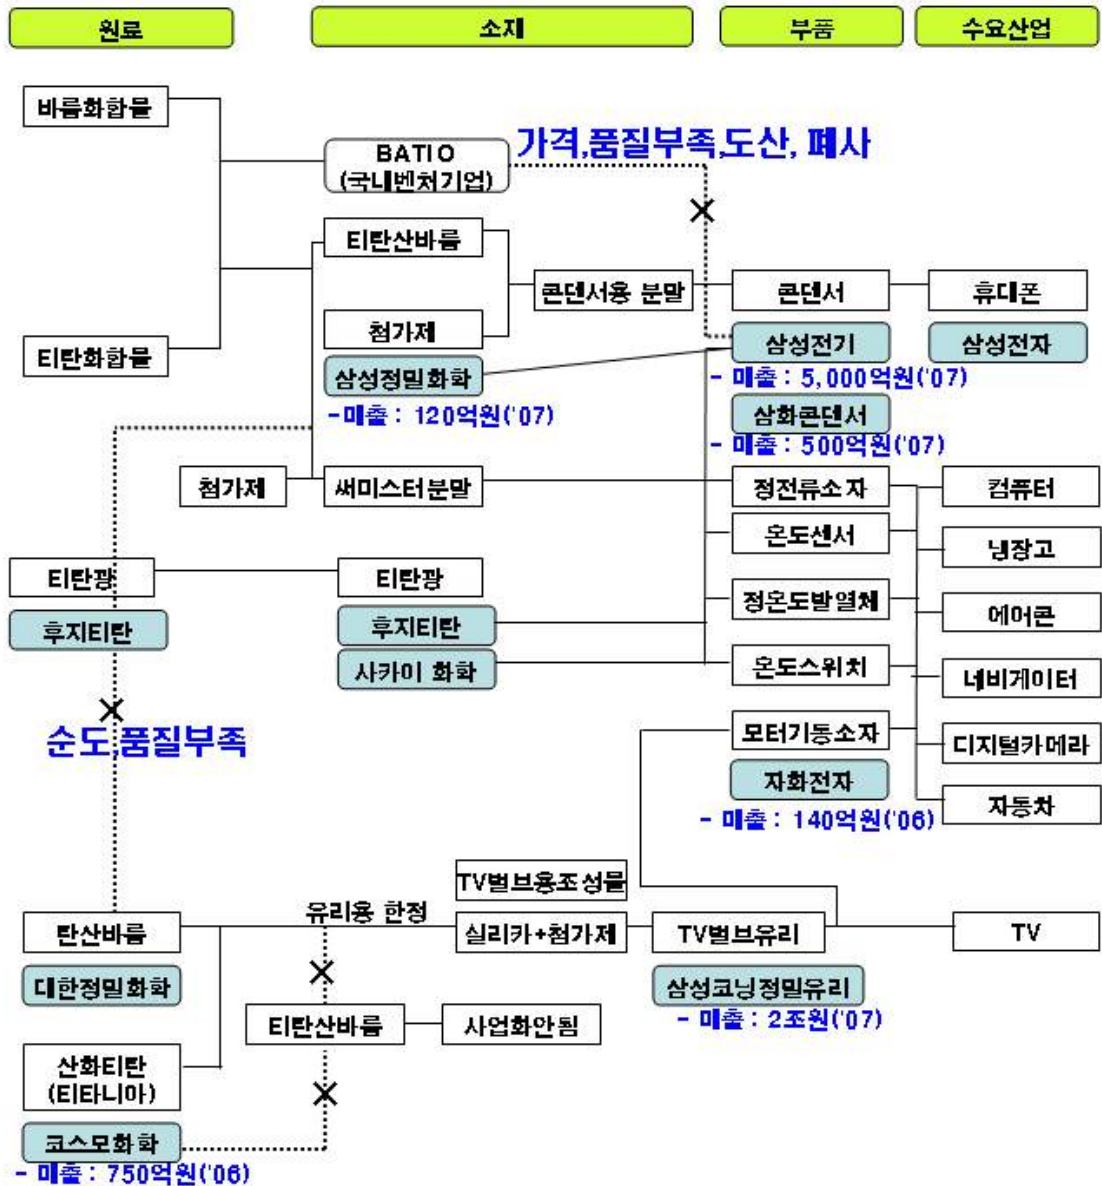 원료
소재
부품
수요산업
바륨화합물
BATIO
(국내벤처기업)
가격,품질부족,도산, 폐사
티탄산바륨
콘덴서용 분말
콘덴서
휴대폰
첨가제
티탄화합물
삼성전기
삼성전자
삼성정밀화학
- 매출 : 5,000억원('07)
-매출 : 120억원('07)
삼화콘덴서
- 매출 : 500억원('07)
첨가제
써미스터분말
정전류소자
컴퓨터
온도센서
냉장고
티탄광
티탄광
정온도발열체
에어콘
후지티탄
후지티탄
사카이 화학
온도스위치
네비게이터
순도,품질부족
모터기동소자
디지털카메라
자화전자
자동차
- 매출 : 140억원('06)
TV벌브용조성물
유리용 한정
탄산바륨
실리카+첨가제
TV벌브유리
TV
대한정밀화학
삼성코닝정밀유리
- 매출 : 2조원('07)
티탄산바륨
사업화안됨
산화티탄
(티타니아)
코스모화학
- 매출 : 750억원('06)